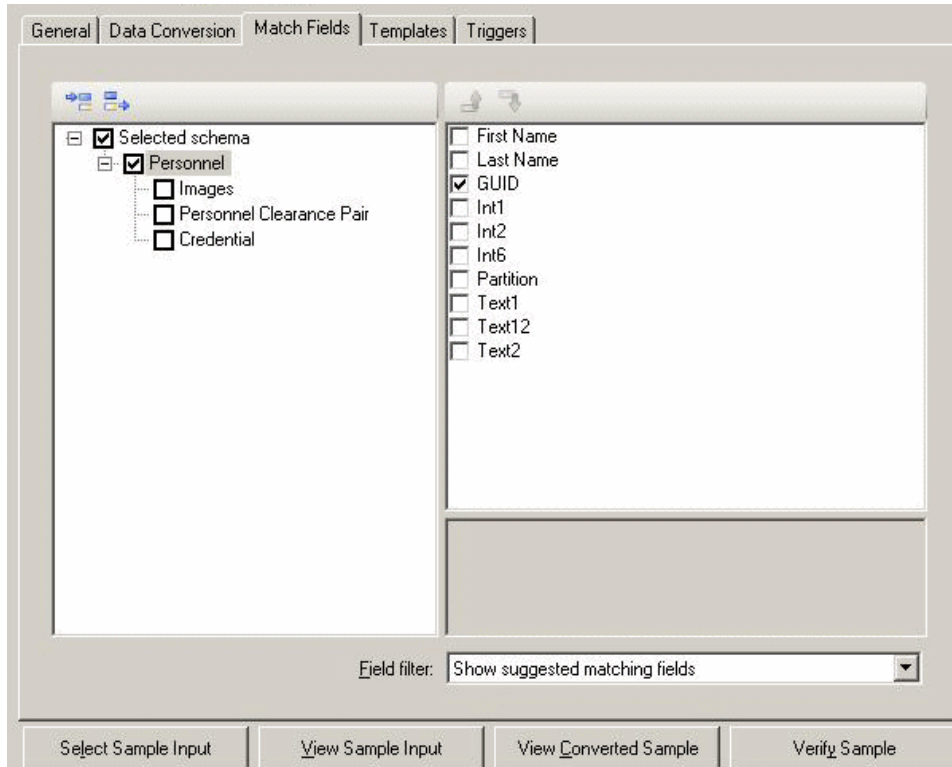 General Data Conversion Match Fields Templates Triggers
Selected schema
Personnel
Images
Personnel Clearance Pair
Credential
First Name
Last Name
GUID
Int1
Int2
Int6
Partition
Text1
Text12
Text2
Field filter: Show suggested matching fields
Select Sample Input View Sample Input View Converted Sample Verify Sample